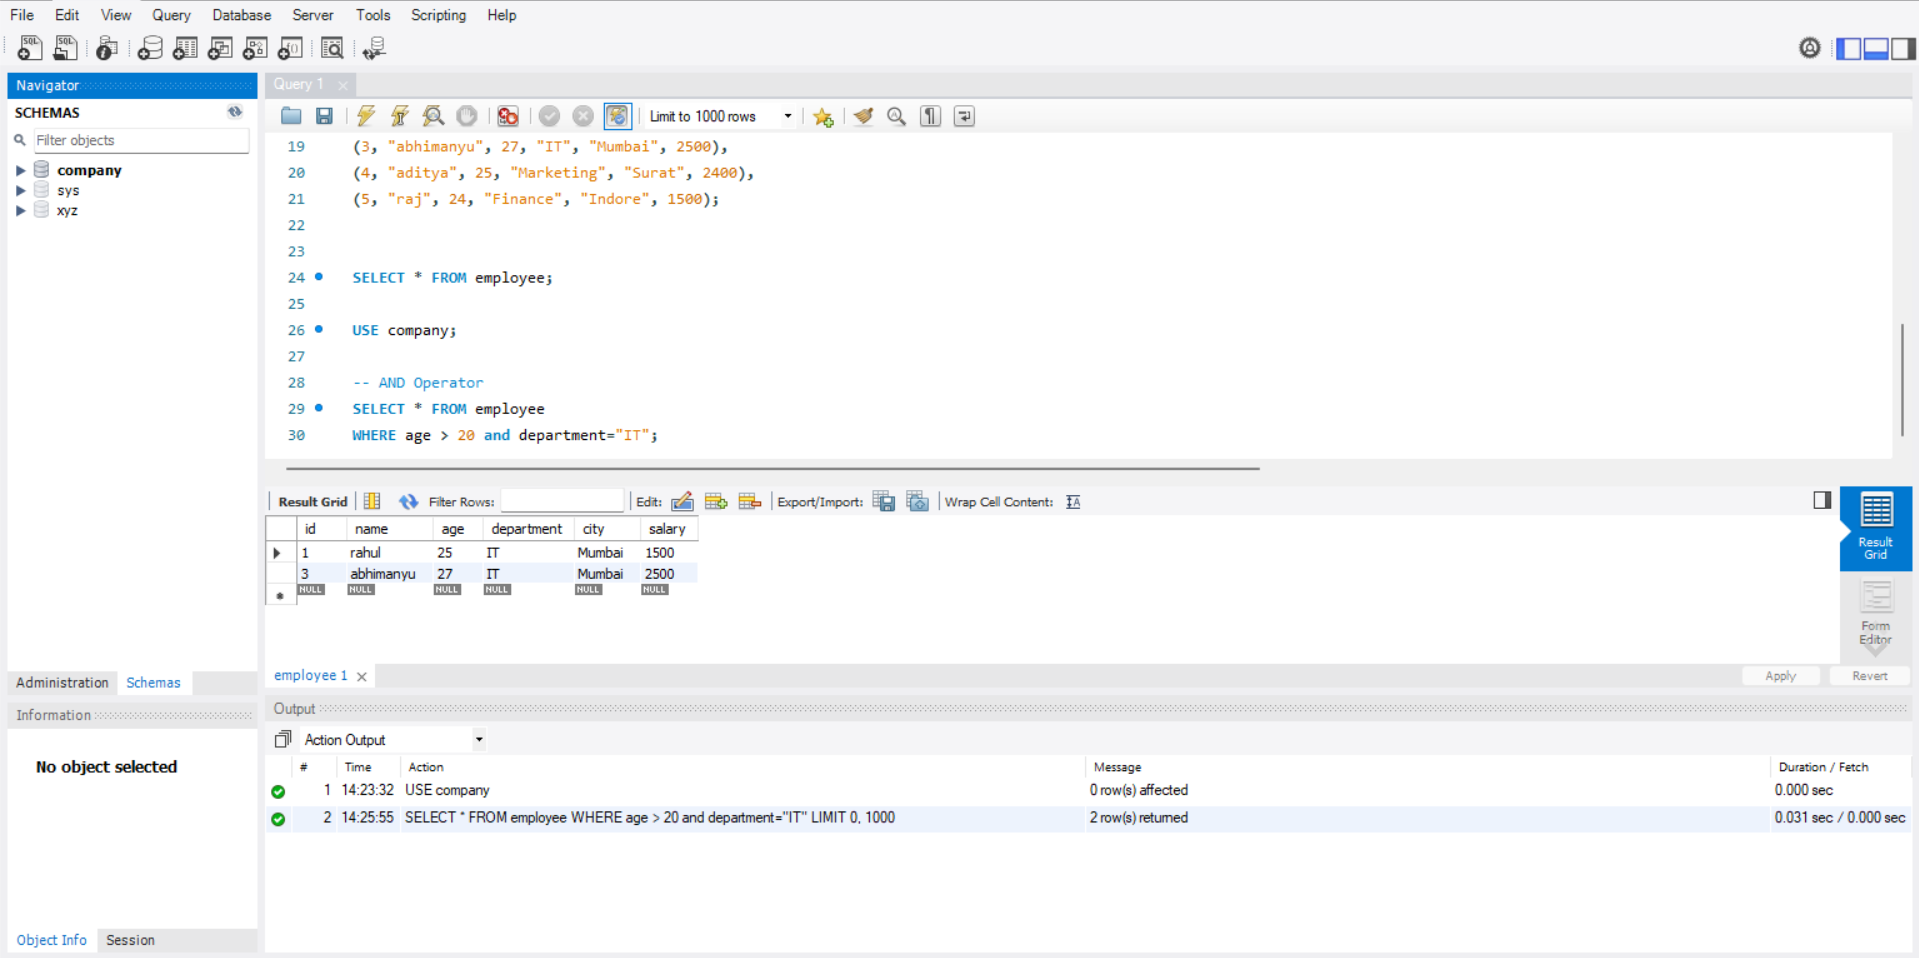 File Edit View Query Database Server Tools Scripting Help
Navigator
SCHEMAS
Filter objects
company
sys
xyz
Administration Schemas
Information
No object selected
Object Info Session
Query 1
Limit to 1000 rows
19 (3, "abhimanyu", 27, "IT", "Mumbai", 2500),
20 (4, "aditya", 25, "Marketing", "Surat", 2400),
21 (5, "raj", 24, "Finance", "Indore", 1500);
22
23
24 SELECT * FROM employee;
25
26 USE company;
27
28 -- AND Operator
29 SELECT * FROM employee
30 WHERE age > 20 and department="IT";
Result Grid Filter Rows: Edit: Export/Import: Wrap Cell Content:
id name age department city salary
1 rahul 25 IT Mumbai 1500
3 abhimanyu 27 IT Mumbai 2500
NULL NULL NULL NULL NULL NULL
Result
Grid
Form
Editor
employee 1 Apply Revert
Output
Action Output
# Time Action Message Duration / Fetch
1 14:23:32 USE company 0 row(s) affected 0.000 sec
2 14:25:55 SELECT * FROM employee WHERE age > 20 and department="IT" LIMIT 0, 1000 2 row(s) returned 0.031 sec / 0.000 sec